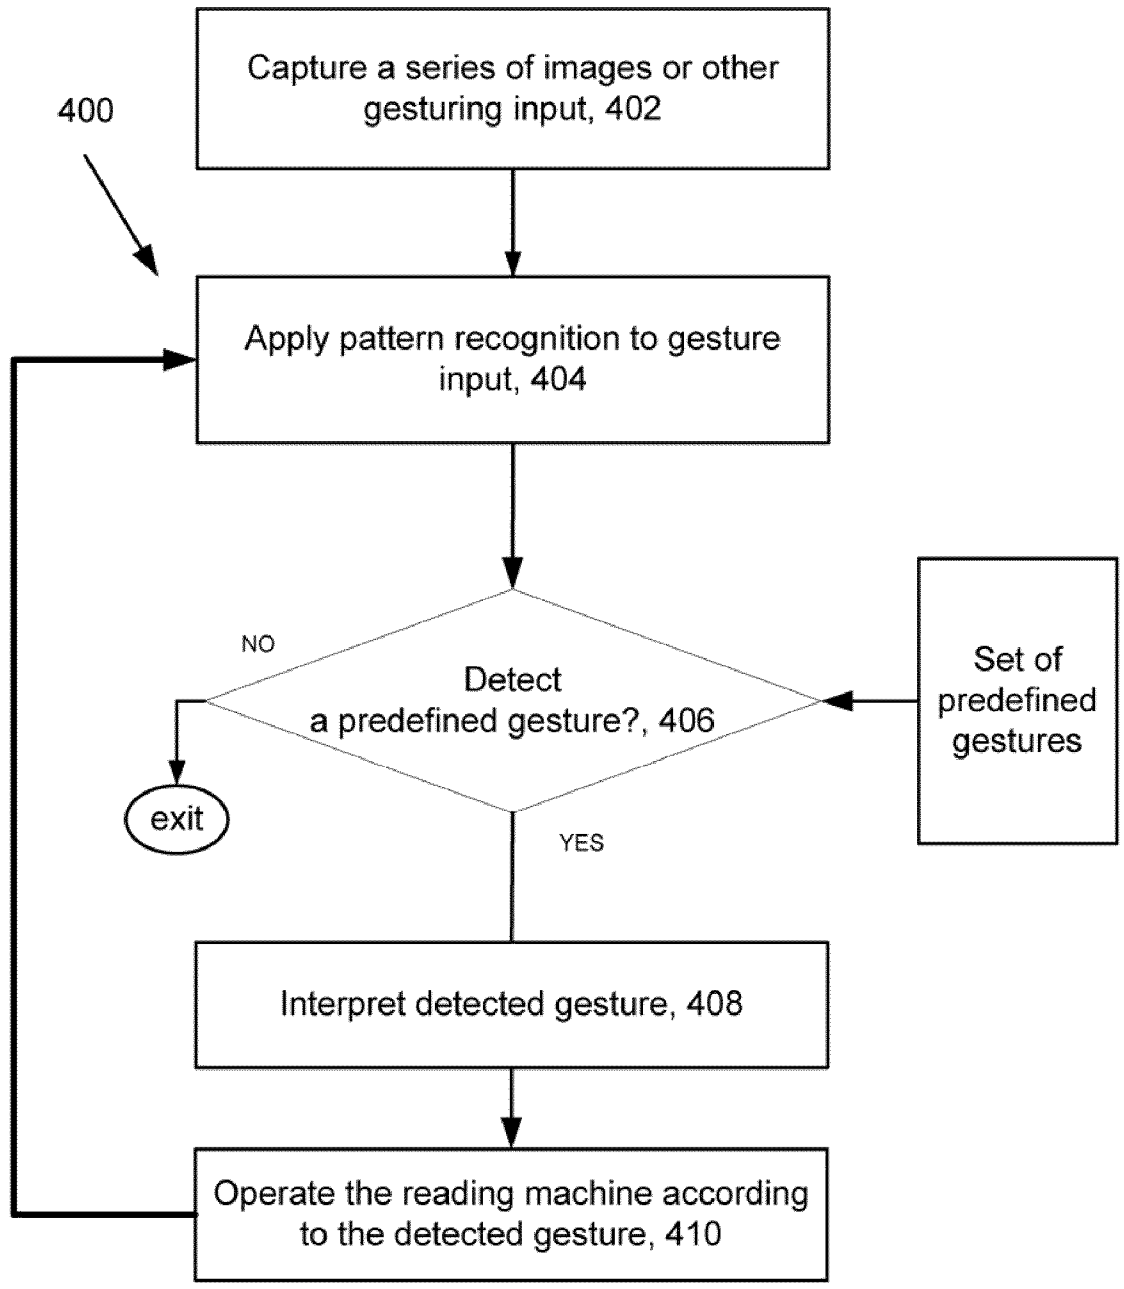 Capture a series of images or other
gesturing input, 402
400
Apply pattern recognition to gesture
input, 404
NO
Detect
a predefined gesture?, 406
Set of
predefined
gestures
exit
YES
Interpret detected gesture, 408
Operate the reading machine according
to the detected gesture, 410